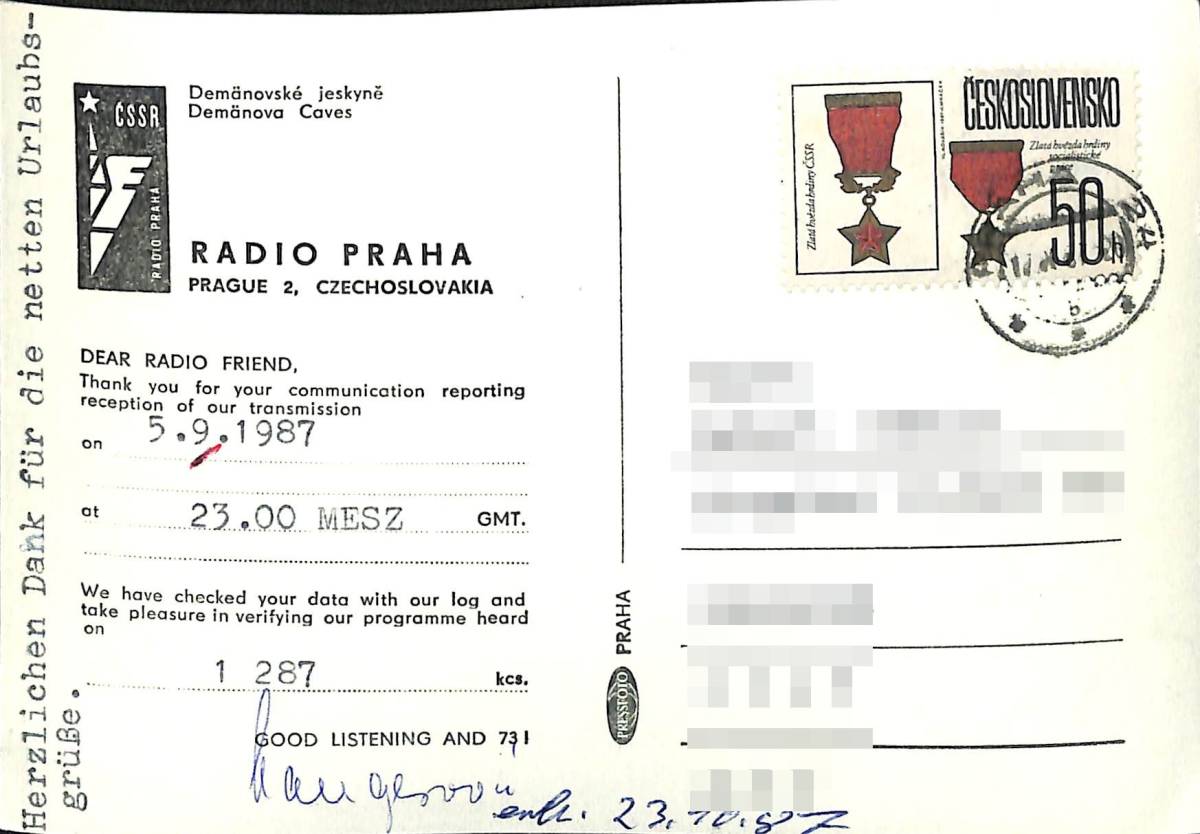 Herzlichen Dank für die netten Urlaubs-
grüße.
ČSSR
RADIO PRAHA
Demänovské jeskyně
Demänova Caves
RADIO PRAHA
PRAGUE 2, CZECHOSLOVAKIA
DEAR RADIO FRIEND,
Thank you for your communication reporting
reception of our transmission
on 5.9.1987
at 23.00 MESZ GMT.
We have checked your data with our log and
take pleasure in verifying our programme heard
on
1 287 kcs.
GOOD LISTENING AND 73!
PRESSFOTO PRAHA
Zlatá hvězda hrdiny ČSSR
ČESKOSLOVENSKO
Zlatá hvězda hrdiny
socialistické
práce
50 h
b
enth. 23.10.87